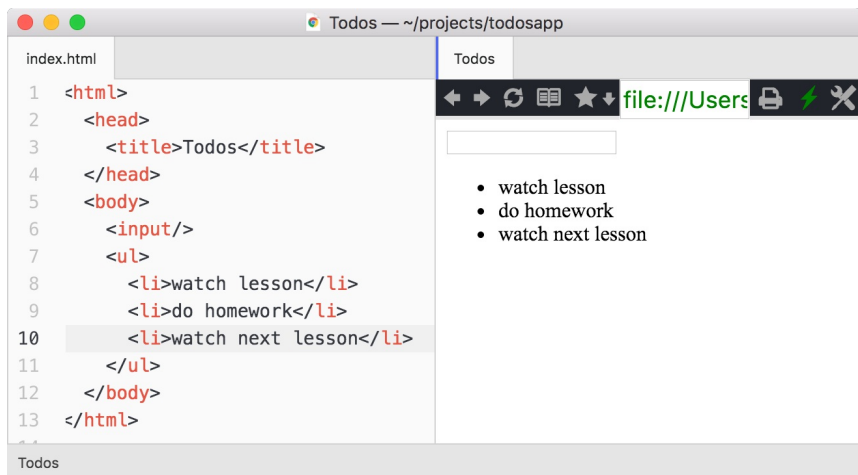 Todos — ~/projects/todosapp
index.html
1 <html>
2 <head>
3 <title>Todos</title>
4 </head>
5 <body>
6 <input/>
7 <ul>
8 <li>watch lesson</li>
9 <li>do homework</li>
10 <li>watch next lesson</li>
11 </ul>
12 </body>
13 </html>
Todos
file:///Users
• watch lesson
• do homework
• watch next lesson
Todos